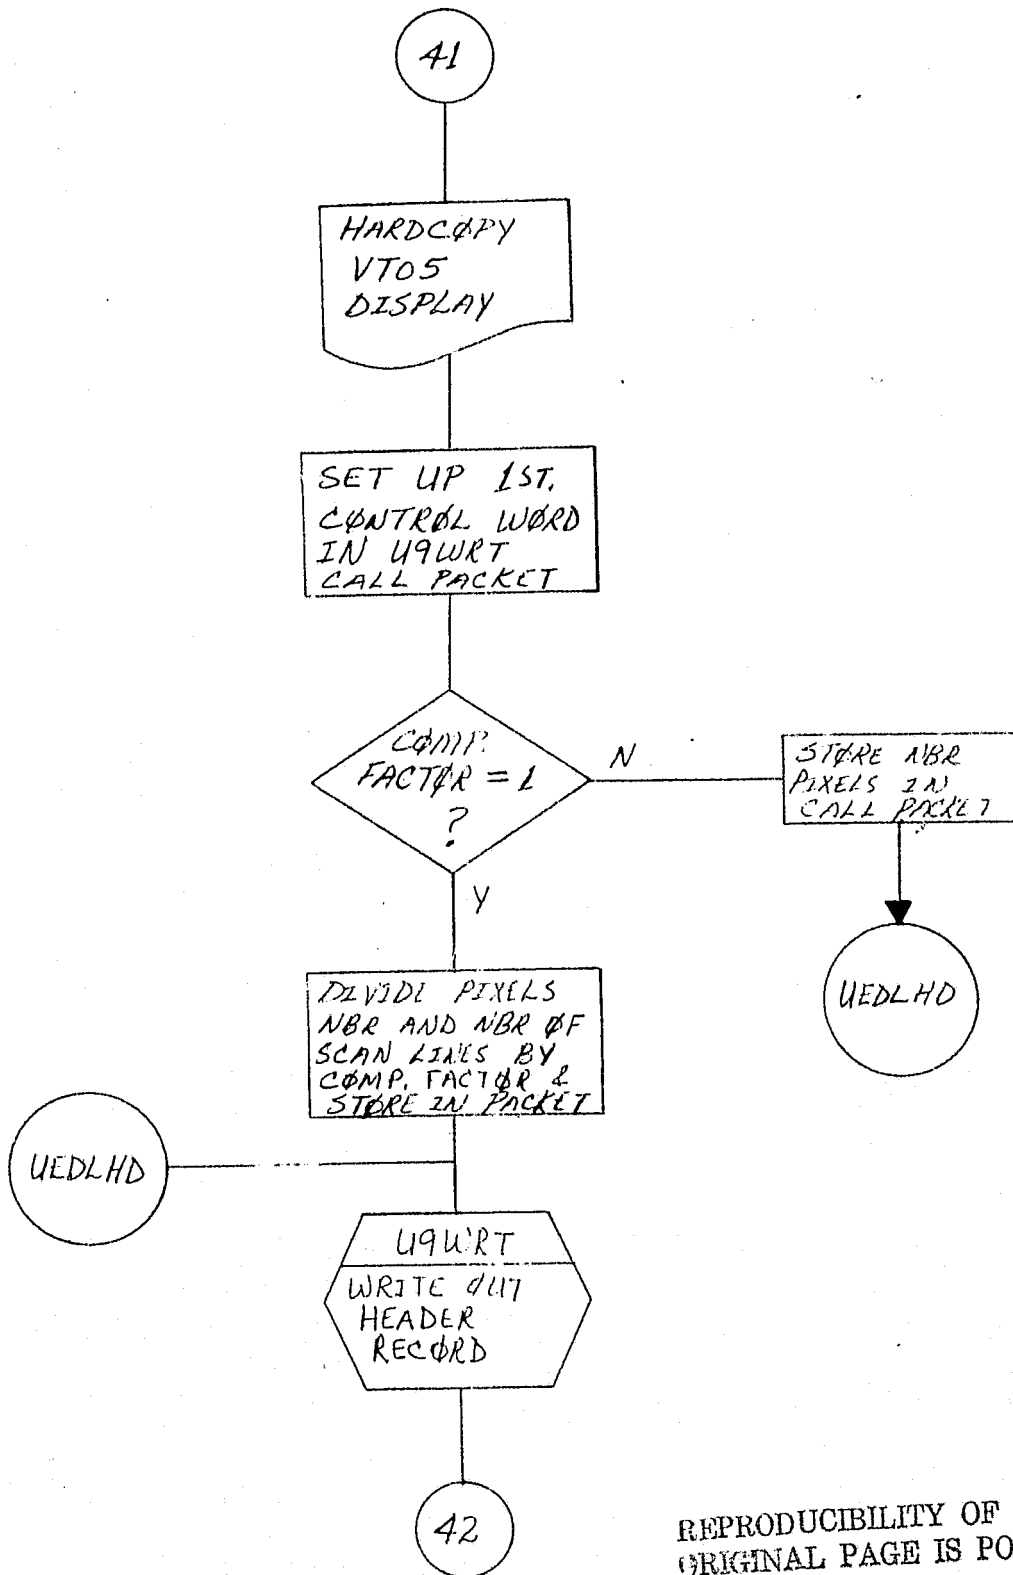 41
HARDCØPY
VT05
DISPLAY
SET UP 1ST.
CØNTRØL WØRD
IN U9WRT
CALL PACKET
CØMP.
FACTØR = 1
?
N
STØRE NBR
PIXELS IN
CALL PACKET
Y
UEDLHD
DIVIDE PIXELS
NBR AND NBR ØF
SCAN LINES BY
CØMP. FACTØR &
STØRE IN PACKET
UEDLHD
U9WRT
WRITE
HEADER
RECØRD
42
REPRODUCIBILITY OF
ORIGINAL PAGE IS PO